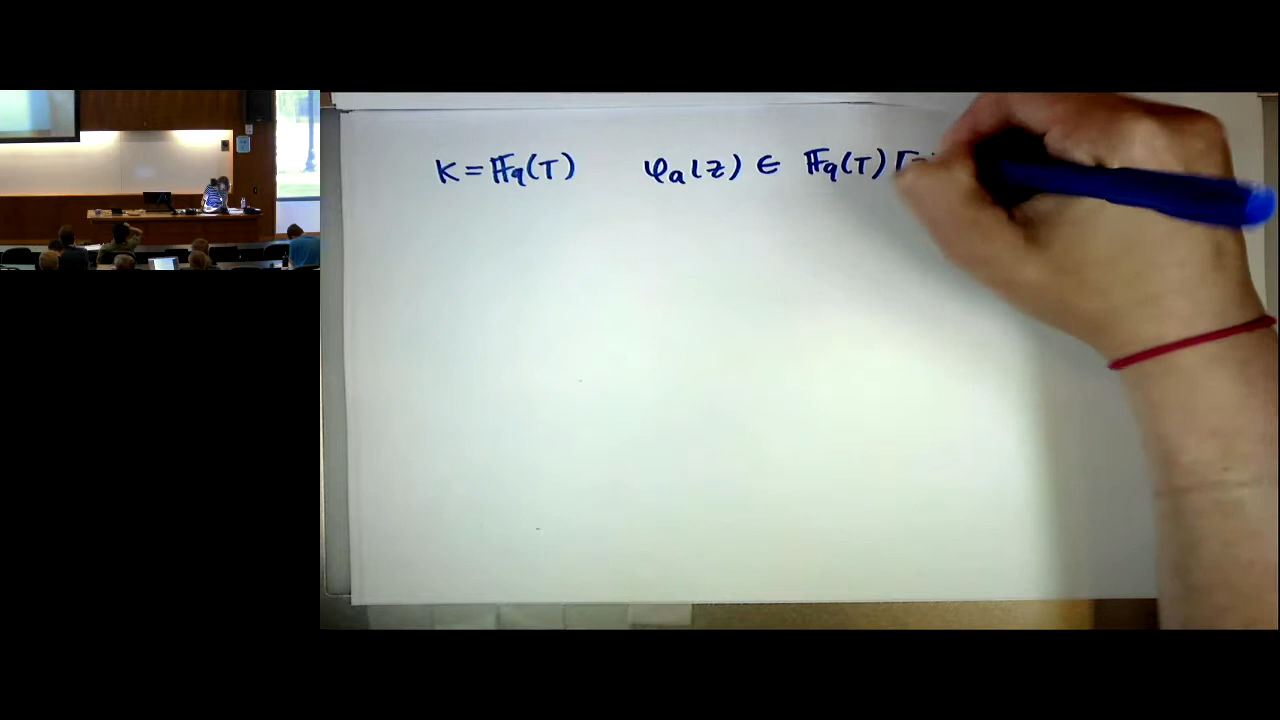 K = 𝔽q(T)  φₐ(z) ∈ 𝔽q(T)[